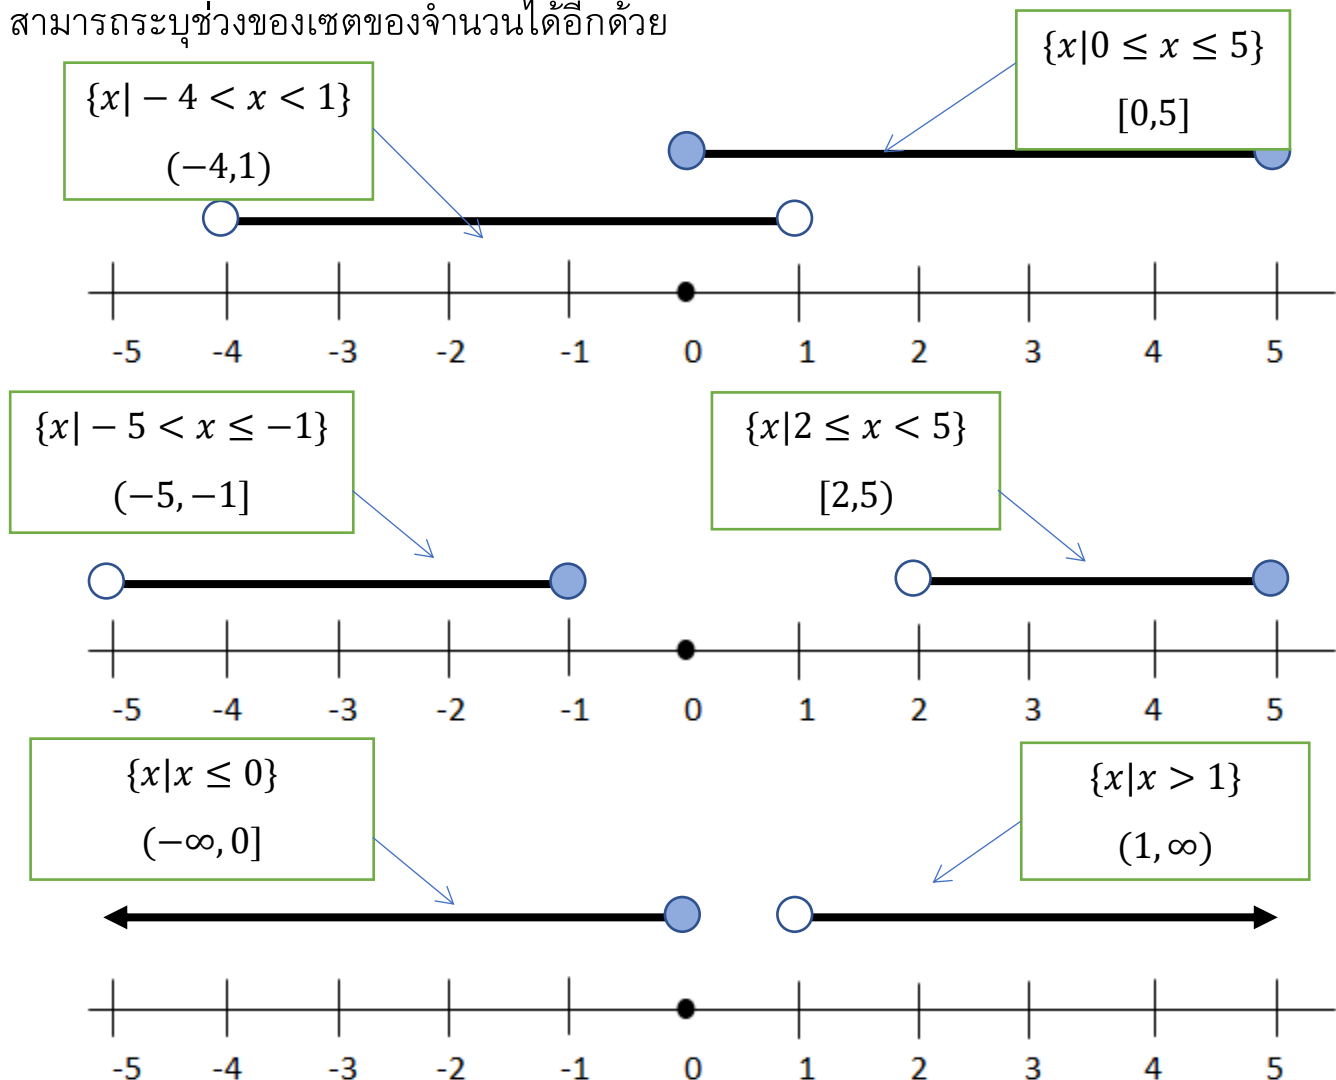 สามารถระบุช่วงของเซตของจำนวนได้อีกด้วย
{x|0 ≤ x ≤ 5}
[0,5]
{x| − 4 < x < 1}
(−4,1)
-5 -4 -3 -2 -1 0 1 2 3 4 5
{x| − 5 < x ≤ −1}
(−5, −1]
{x|2 ≤ x < 5}
[2,5)
-5 -4 -3 -2 -1 0 1 2 3 4 5
{x|x ≤ 0}
(−∞, 0]
{x|x > 1}
(1, ∞)
-5 -4 -3 -2 -1 0 1 2 3 4 5